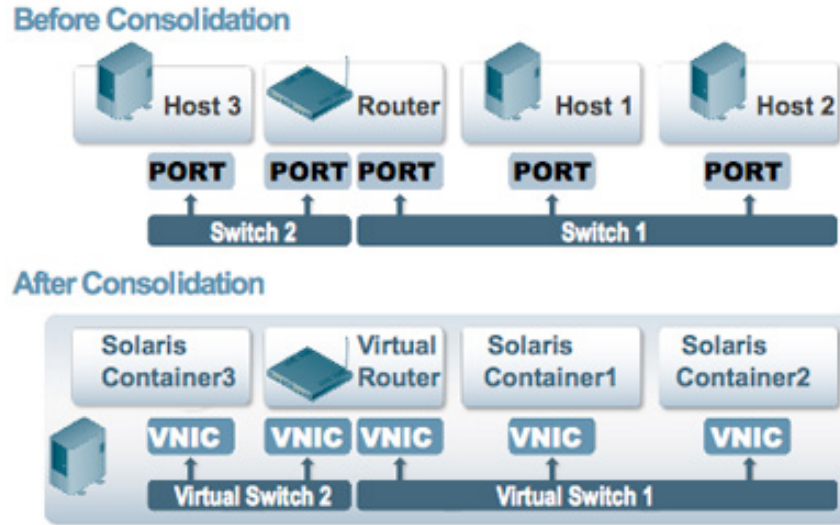 Before Consolidation
Host 3
Router
Host 1
Host 2
PORT
PORT
PORT
PORT
PORT
Switch 2
Switch 1
After Consolidation
Solaris
Container3
Virtual
Router
Solaris
Container1
Solaris
Container2
VNIC
VNIC
VNIC
VNIC
VNIC
Virtual Switch 2
Virtual Switch 1